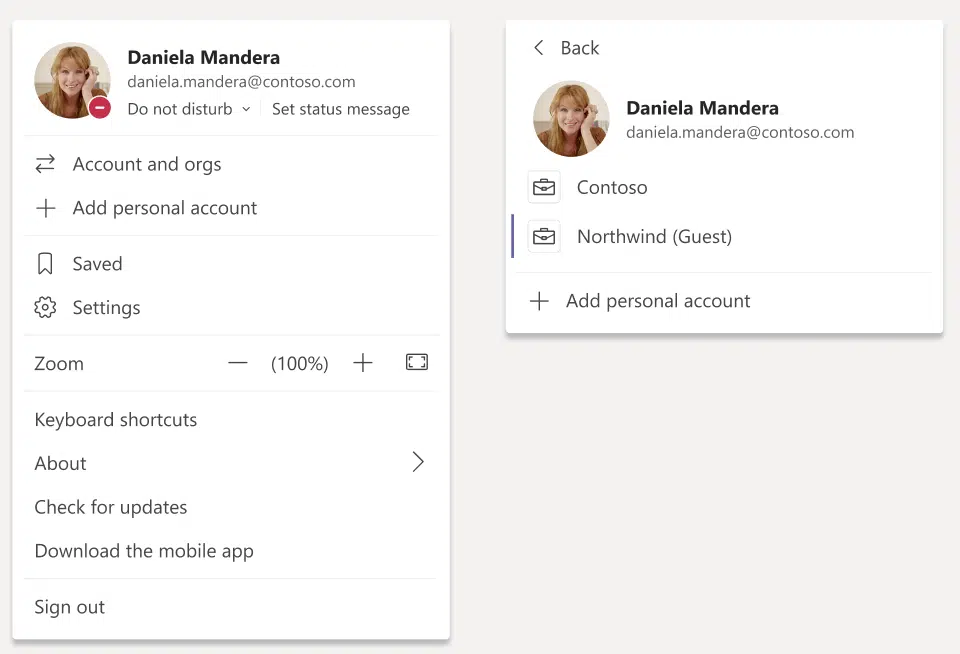 Daniela Mandera
daniela.mandera@contoso.com
Do not disturb Set status message
Account and orgs
Add personal account
Saved
Settings
Zoom (100%)
Keyboard shortcuts
About
Check for updates
Download the mobile app
Sign out
Back
Daniela Mandera
daniela.mandera@contoso.com
Contoso
Northwind (Guest)
Add personal account